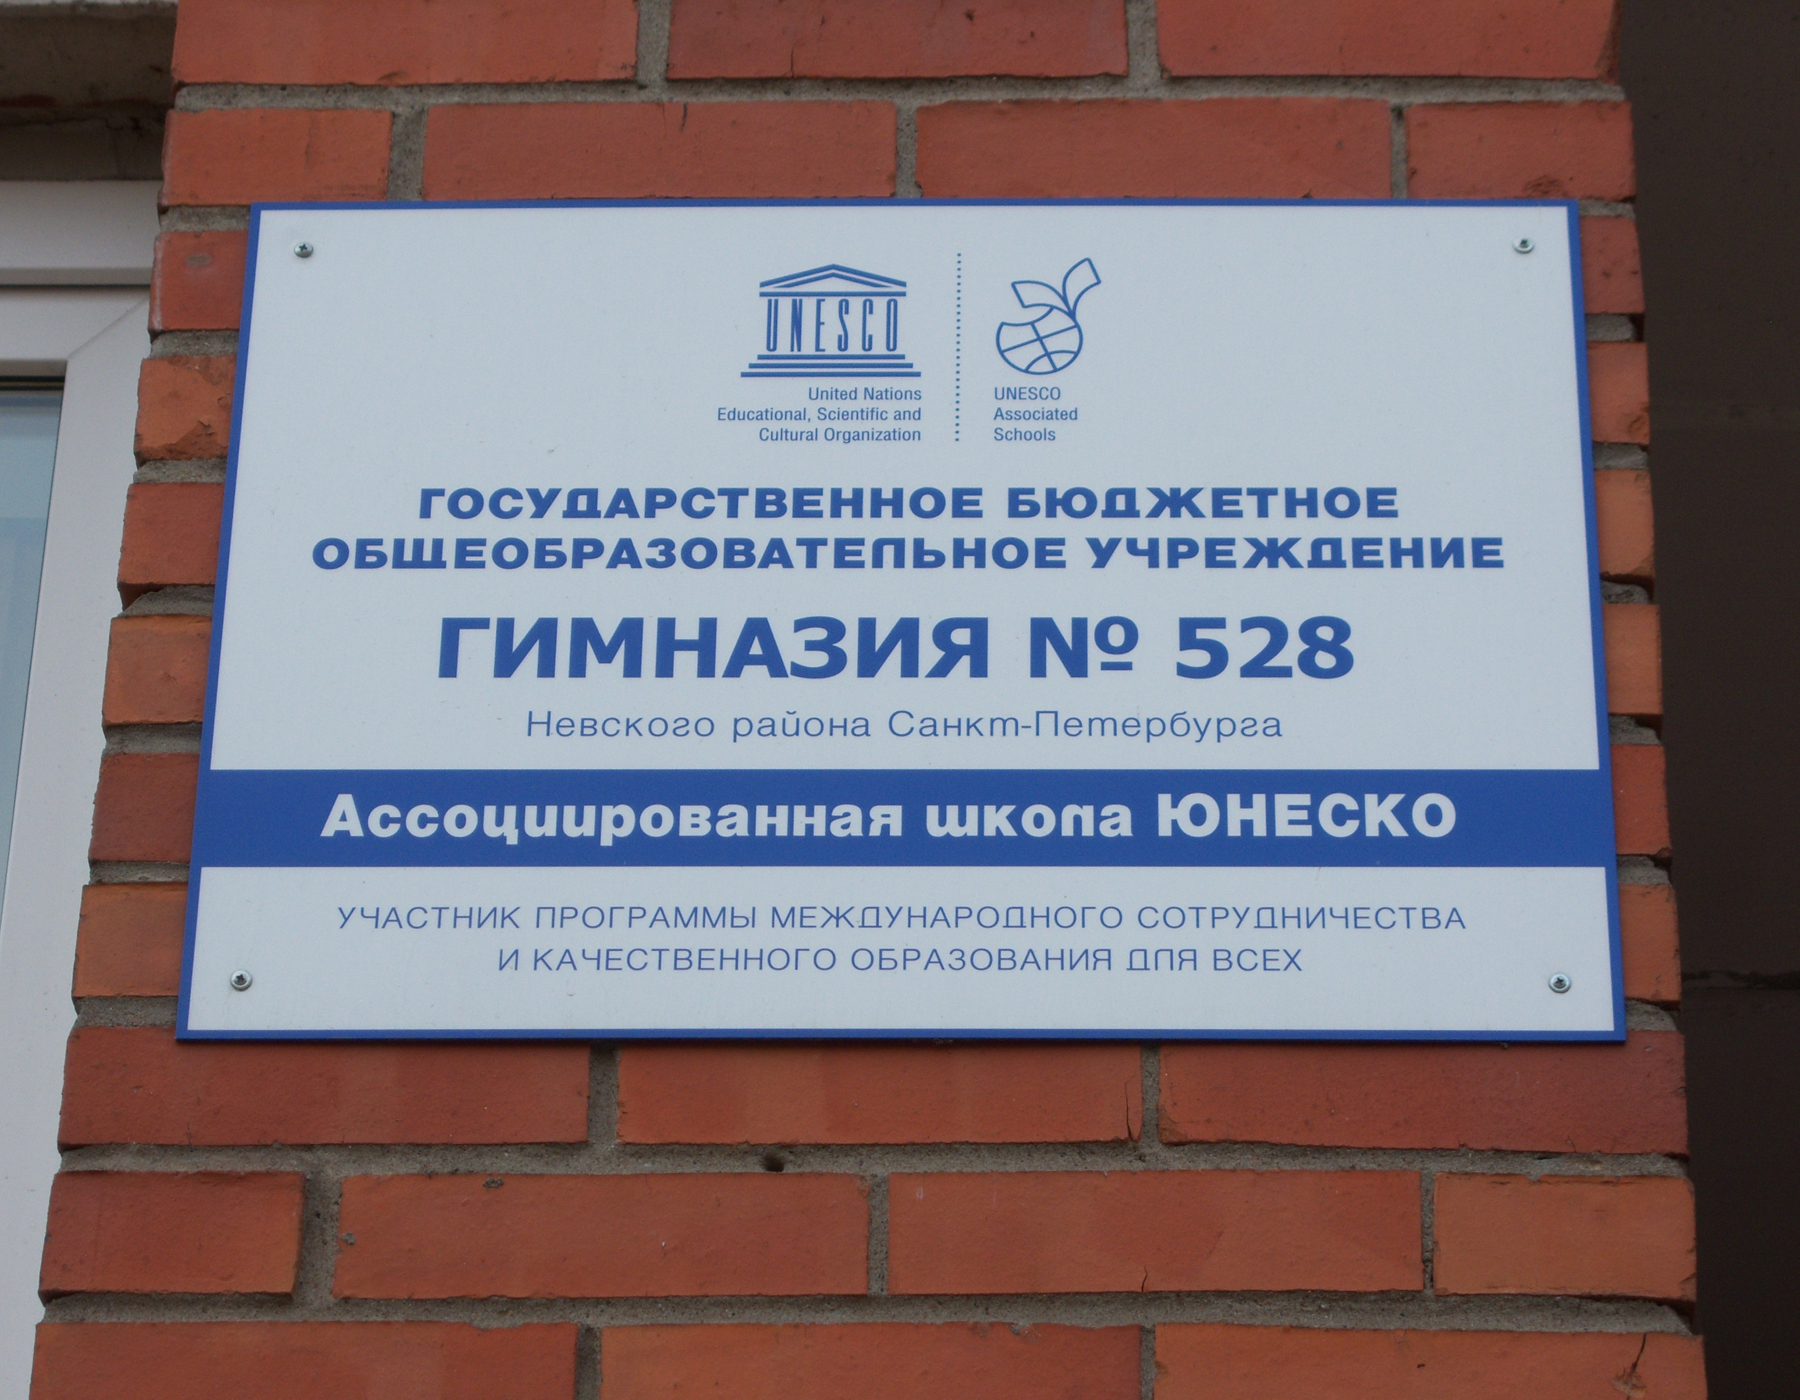 UNESCO
United Nations
Educational, Scientific and
Cultural Organization
UNESCO
Associated
Schools
ГОСУДАРСТВЕННОЕ БЮДЖЕТНОЕ
ОБЩЕОБРАЗОВАТЕЛЬНОЕ УЧРЕЖДЕНИЕ
ГИМНАЗИЯ № 528
Невского района Санкт-Петербурга
Ассоциированная школа ЮНЕСКО
УЧАСТНИК ПРОГРАММЫ МЕЖДУНАРОДНОГО СОТРУДНИЧЕСТВА
И КАЧЕСТВЕННОГО ОБРАЗОВАНИЯ ДЛЯ ВСЕХ